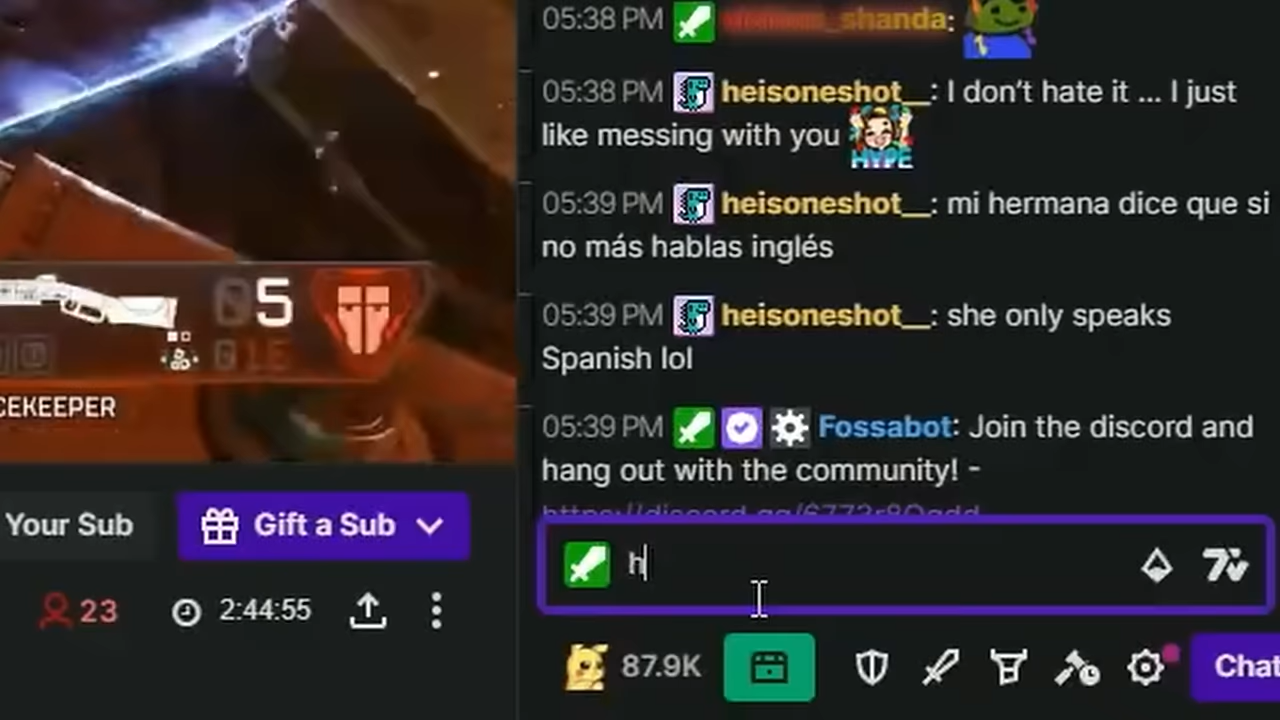 05:38 PM _shanda:
05:38 PM heisoneshot__: I don’t hate it ... I just
like messing with you HYPE
05:39 PM heisoneshot__: mi hermana dice que si
no más hablas inglés
05:39 PM heisoneshot__: she only speaks
Spanish lol
05:39 PM Fossabot: Join the discord and
hang out with the community! -
h
87.9K
Chat
05
CEKEEPER
Your Sub
Gift a Sub
23
2:44:55